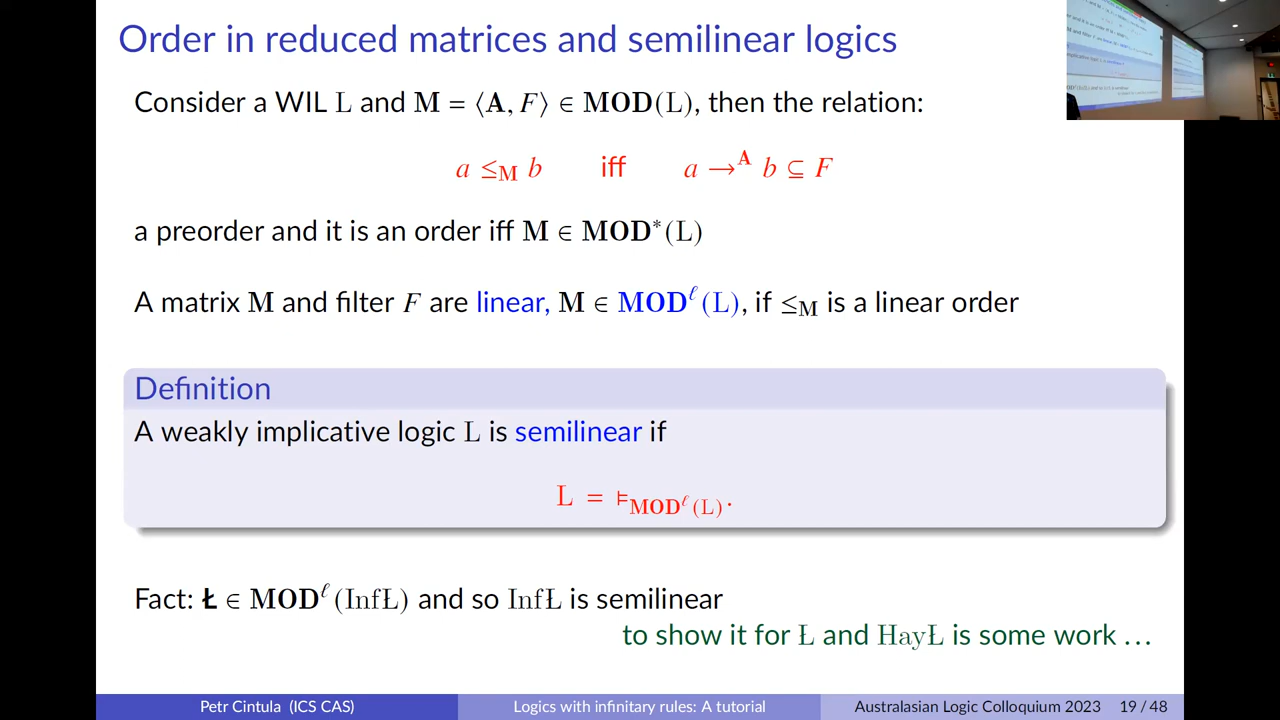 Order in reduced matrices and semilinear logics
Consider a WIL L and M = ⟨A, F⟩ ∈ MOD(L), then the relation:
a ≤_M b iff a →^A b ⊆ F
a preorder and it is an order iff M ∈ MOD*(L)
A matrix M and filter F are linear, M ∈ MOD^ℓ(L), if ≤_M is a linear order
Definition
A weakly implicative logic L is semilinear if
L = ⊨_MOD^ℓ(L).
Fact: Ł ∈ MOD^ℓ(InfŁ) and so InfŁ is semilinear
to show it for Ł and HayŁ is some work …
Petr Cintula (ICS CAS) Logics with infinitary rules: A tutorial Australasian Logic Colloquium 2023 19 / 48